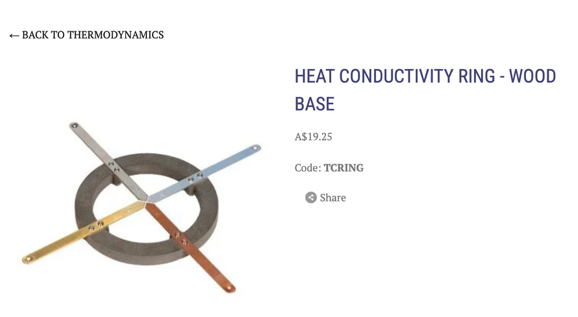 ← BACK TO THERMODYNAMICS
HEAT CONDUCTIVITY RING - WOOD
BASE
A$19.25
Code: TCRING
Share